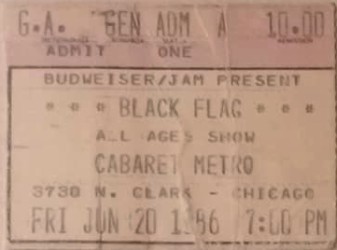 G.A. GEN ADM A 10.00
ADMIT ONE
BUDWEISER/JAM PRESENT
* * * BLACK FLAG * * *
ALL AGES SHOW
CABARET METRO
3730 N. CLARK - CHICAGO
FRI JUN 20 1986 7:00 PM